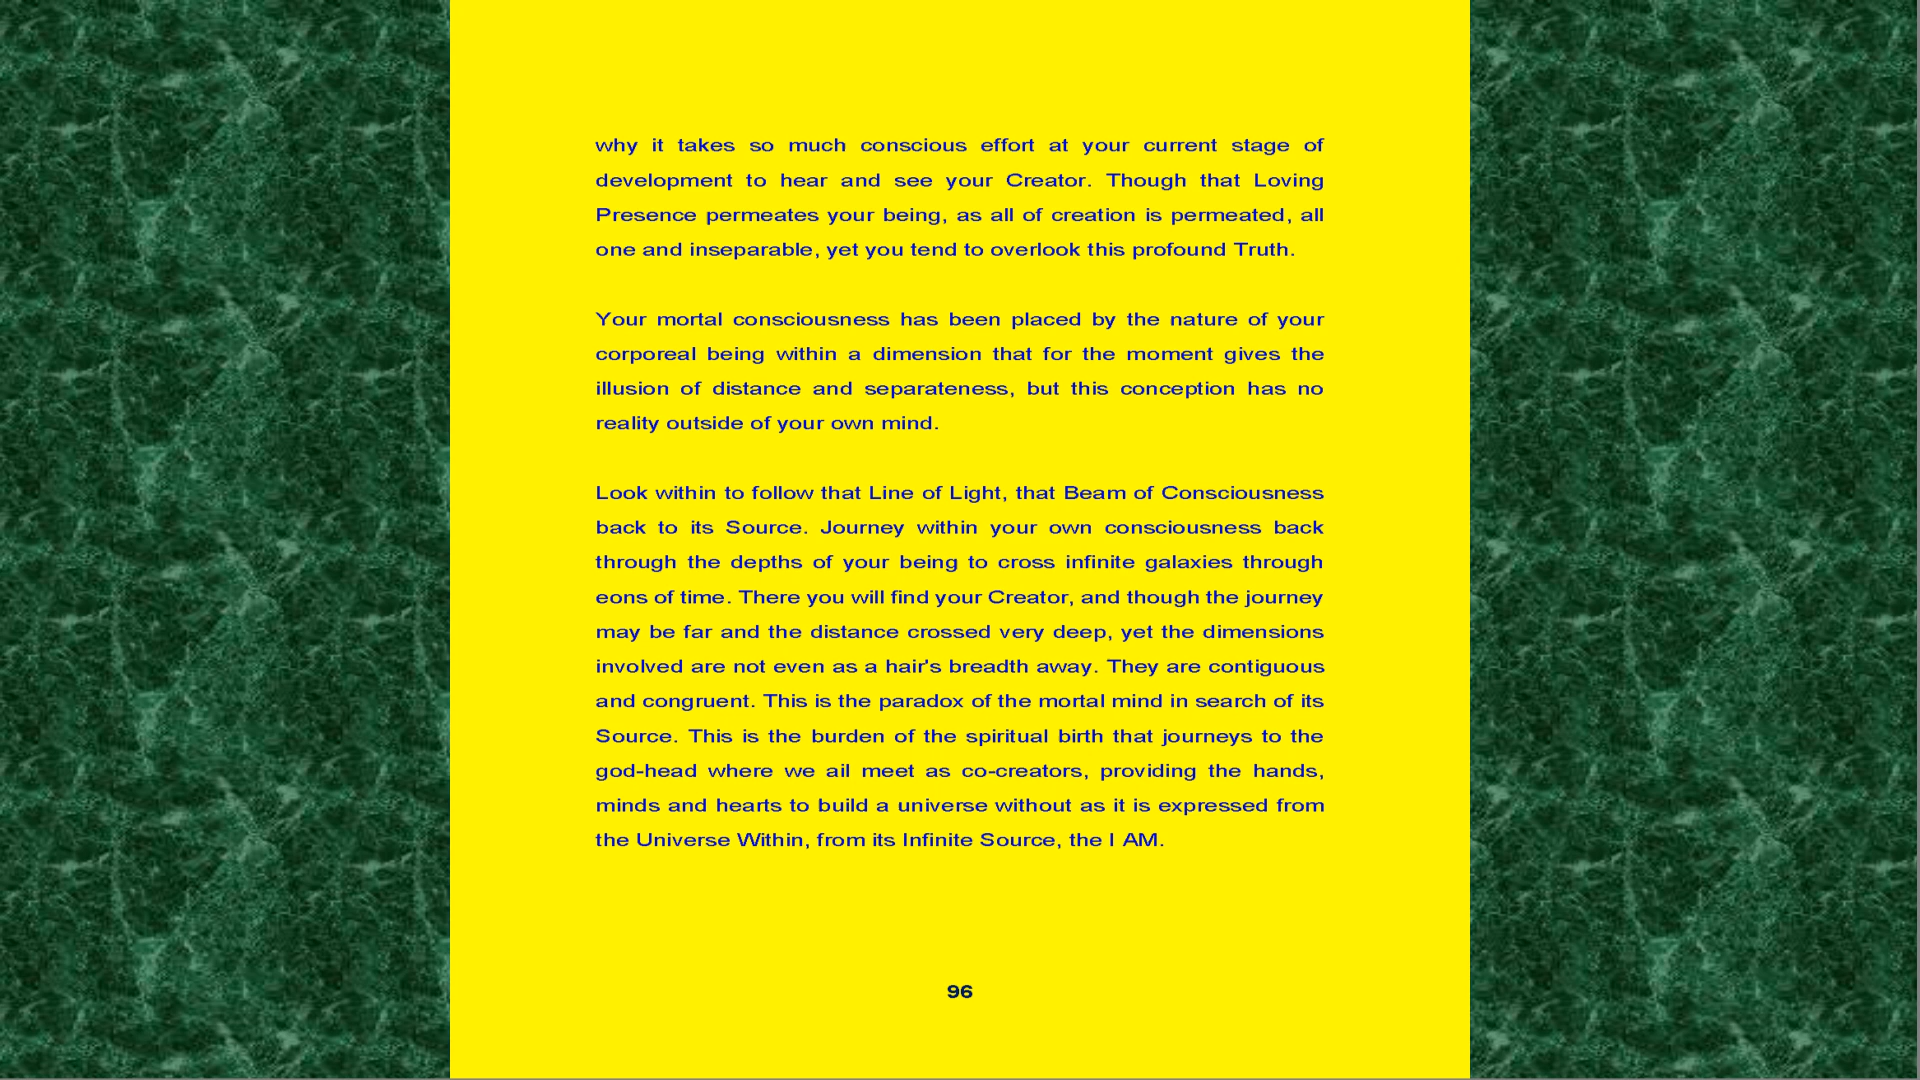 why it takes so much conscious effort at your current stage of
development to hear and see your Creator. Though that Loving
Presence permeates your being, as all of creation is permeated, all
one and inseparable, yet you tend to overlook this profound Truth.
Your mortal consciousness has been placed by the nature of your
corporeal being within a dimension that for the moment gives the
illusion of distance and separateness, but this conception has no
reality outside of your own mind.
Look within to follow that Line of Light, that Beam of Consciousness
back to its Source. Journey within your own consciousness back
through the depths of your being to cross infinite galaxies through
eons of time. There you will find your Creator, and though the journey
may be far and the distance crossed very deep, yet the dimensions
involved are not even as a hair's breadth away. They are contiguous
and congruent. This is the paradox of the mortal mind in search of its
Source. This is the burden of the spiritual birth that journeys to the
god-head where we ail meet as co-creators, providing the hands,
minds and hearts to build a universe without as it is expressed from
the Universe Within, from its Infinite Source, the I AM.
96